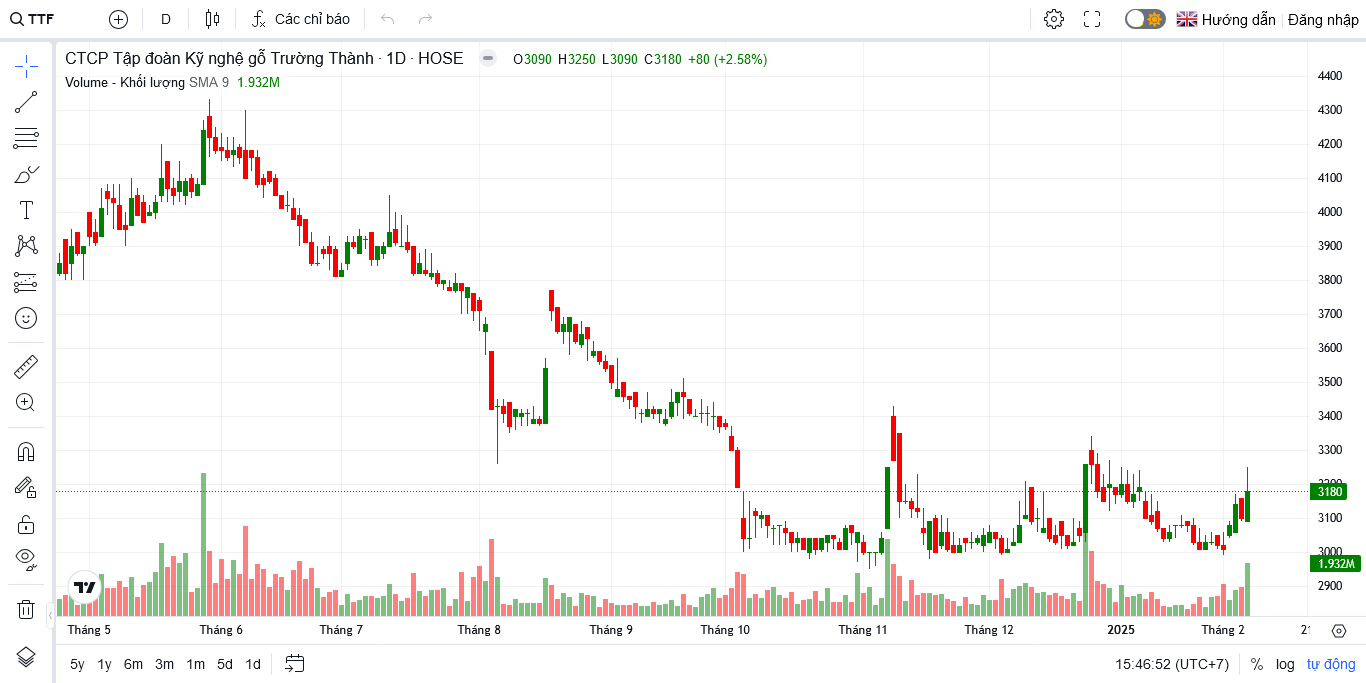 TTF D Các chỉ báo Hướng dẫn Đăng nhập
CTCP Tập đoàn Kỹ nghệ gỗ Trường Thành · 1D · HOSE O3090 H3250 L3090 C3180 +80 (+2.58%)
Volume - Khối lượng SMA 9 1.932M
4400
4300
4200
4100
4000
3900
3800
3700
3600
3500
3400
3300
3200
3180
3100
3000
1.932M
2900
Tháng 5 Tháng 6 Tháng 7 Tháng 8 Tháng 9 Tháng 10 Tháng 11 Tháng 12 2025 Tháng 2 21
5y 1y 6m 3m 1m 5d 1d 15:46:52 (UTC+7) % log tự động